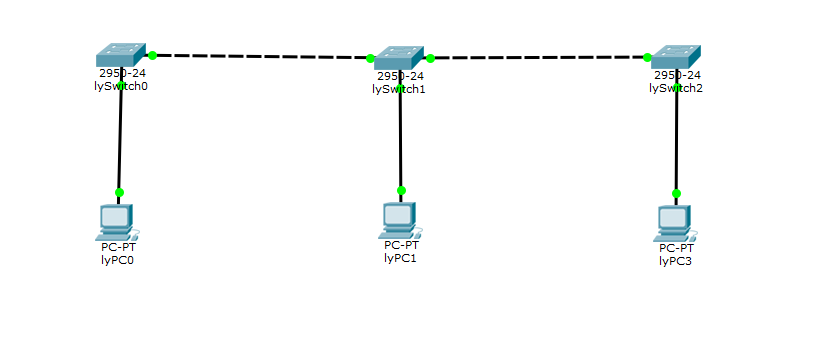 2950-24
lySwitch0
2950-24
lySwitch1
2950-24
lySwitch2
PC-PT
lyPC0
PC-PT
lyPC1
PC-PT
lyPC3